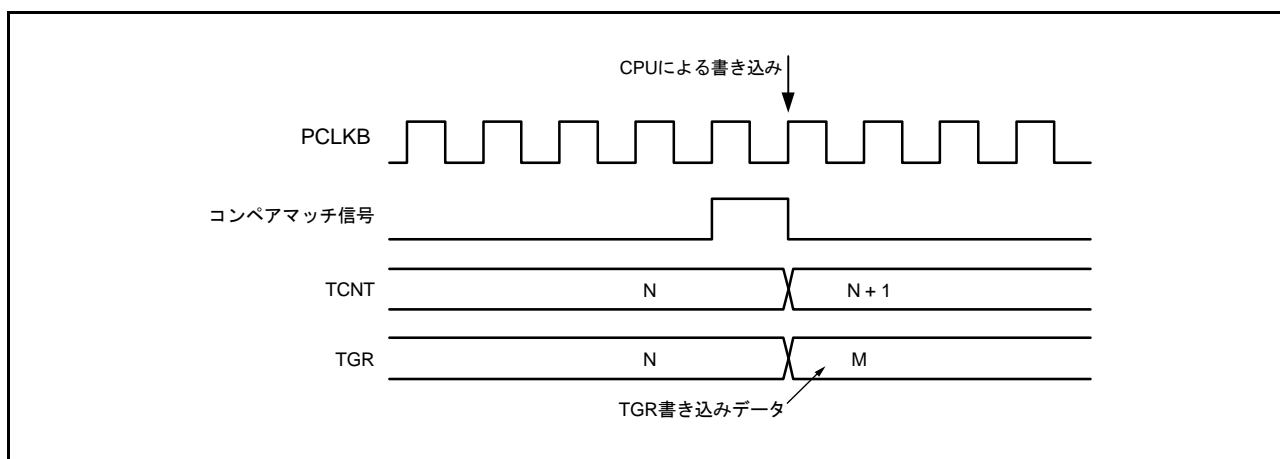 CPUによる書き込み
PCLKB
コンペアマッチ信号
TCNT N N + 1
TGR N M
TGR書き込みデータ